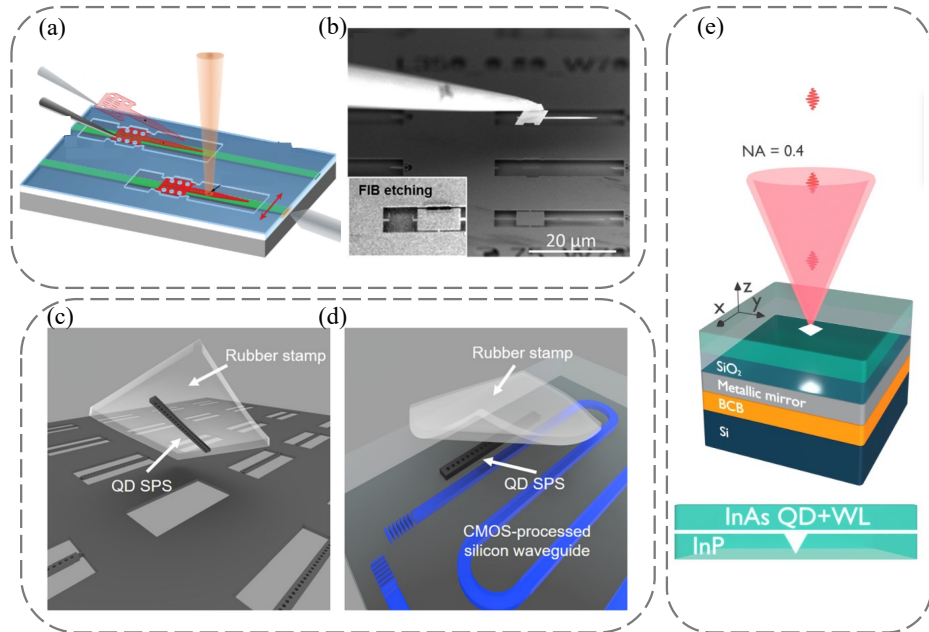 (a)
(b)
FIB etching
20 µm
(c)
Rubber stamp
QD SPS
(d)
Rubber stamp
QD SPS
CMOS-processed
silicon waveguide
(e)
NA = 0.4
z
x
y
SiO₂
Metallic mirror
BCB
Si
InAs QD+WL
InP